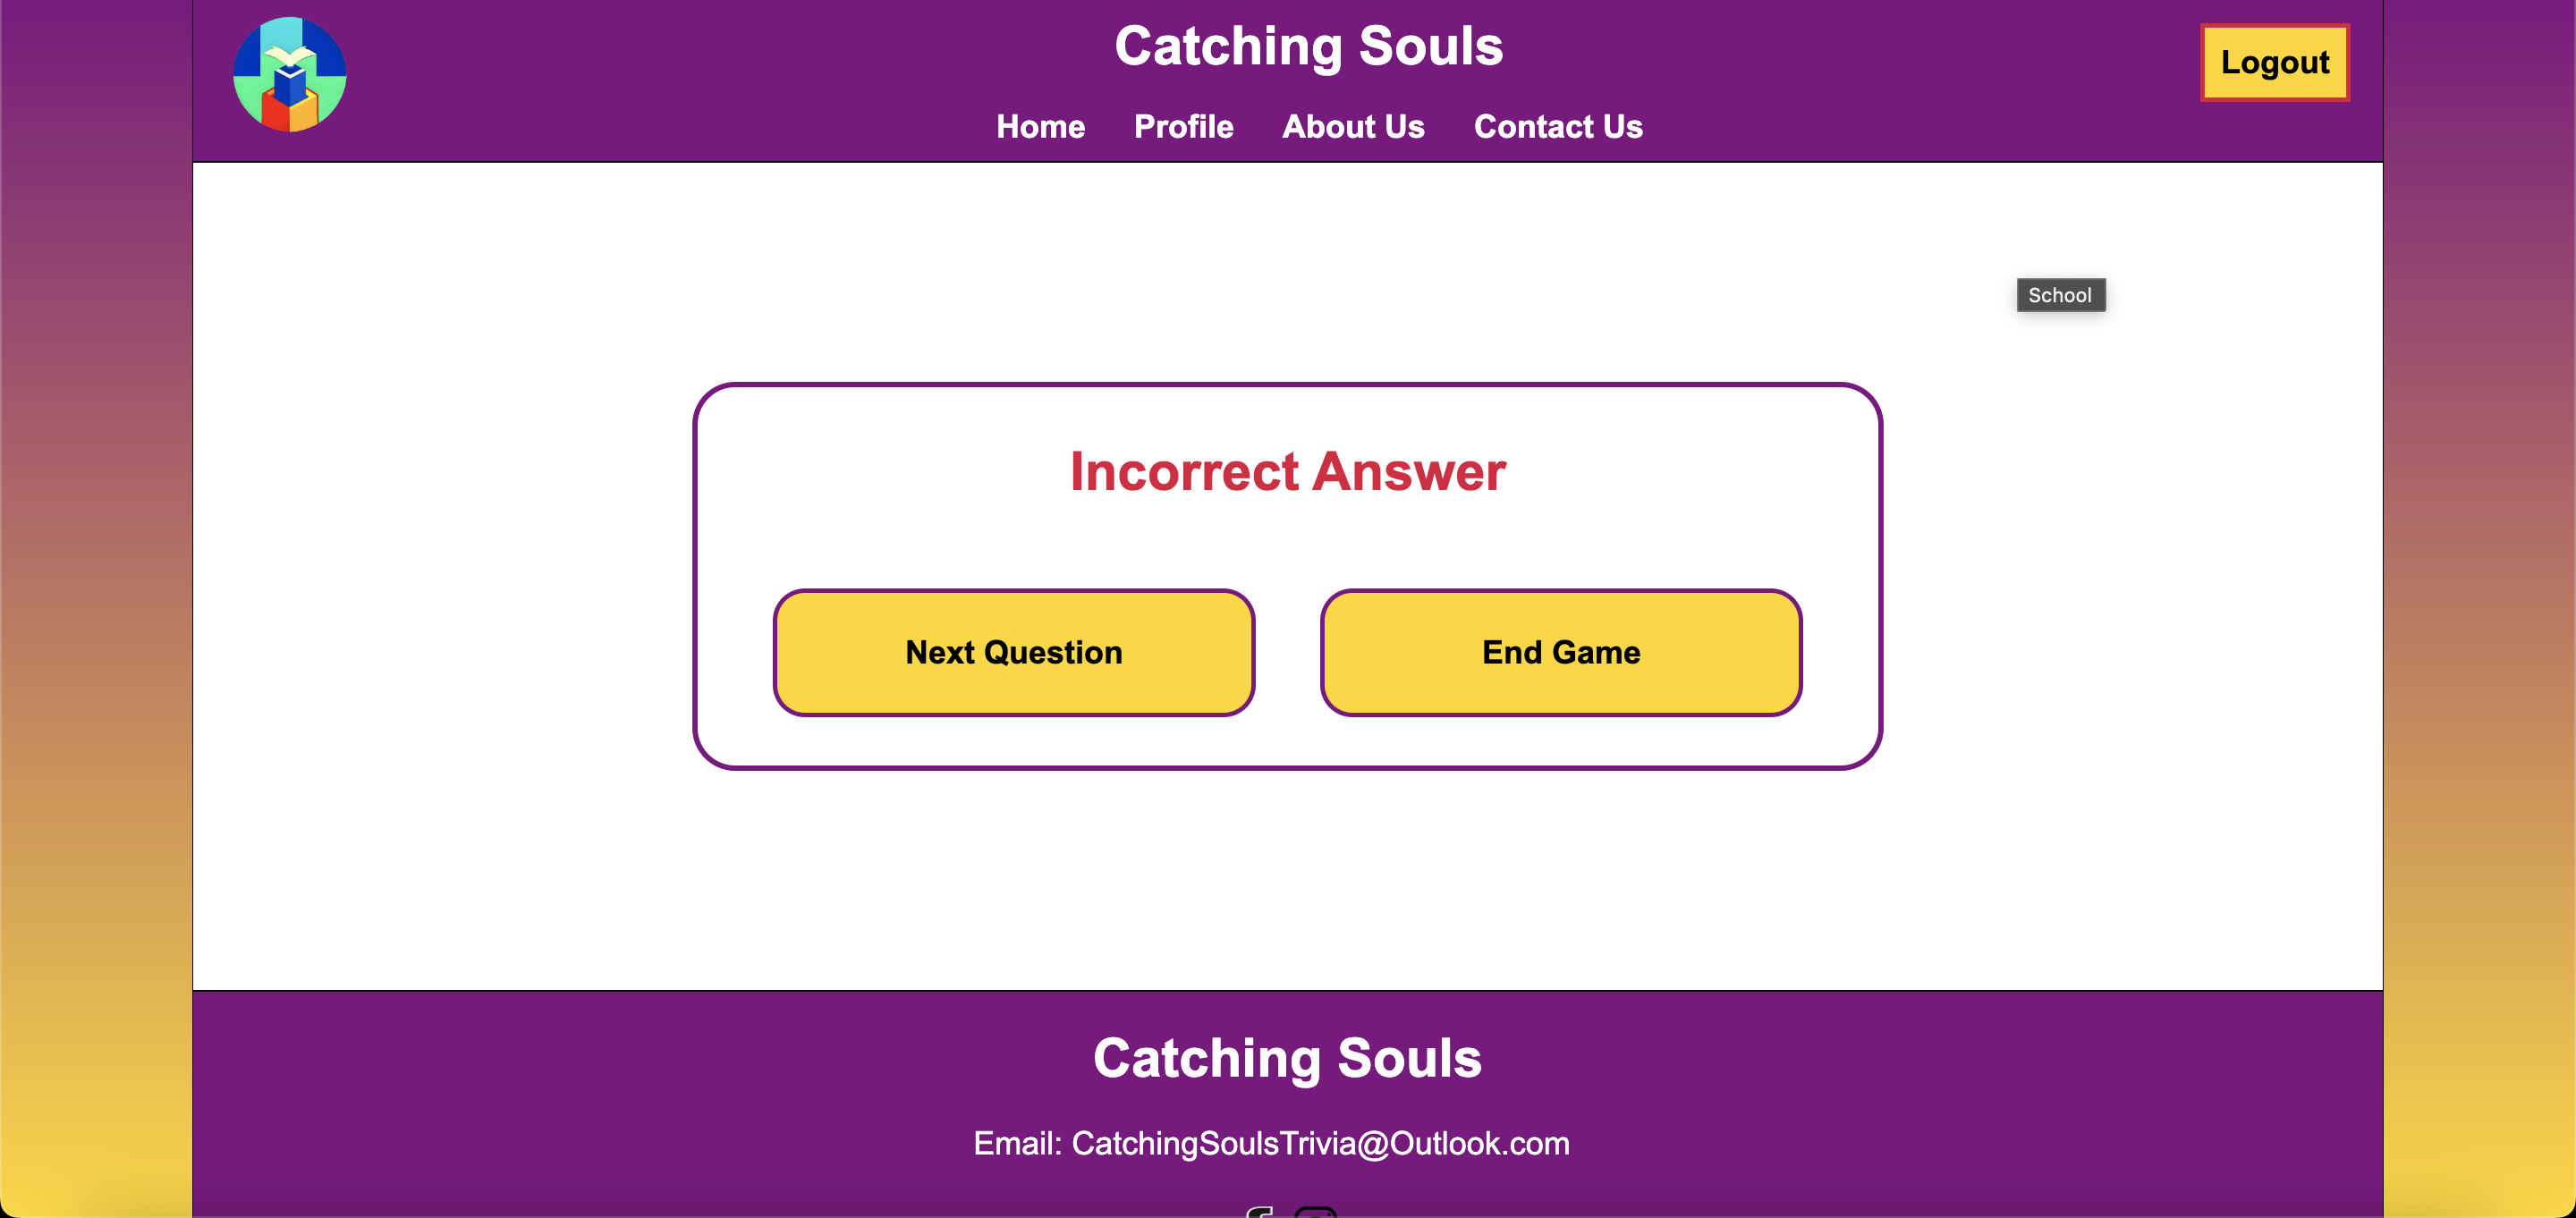 Catching Souls
Logout
Home Profile About Us Contact Us
School
Incorrect Answer
Next Question End Game
Catching Souls
Email: CatchingSoulsTrivia@Outlook.com